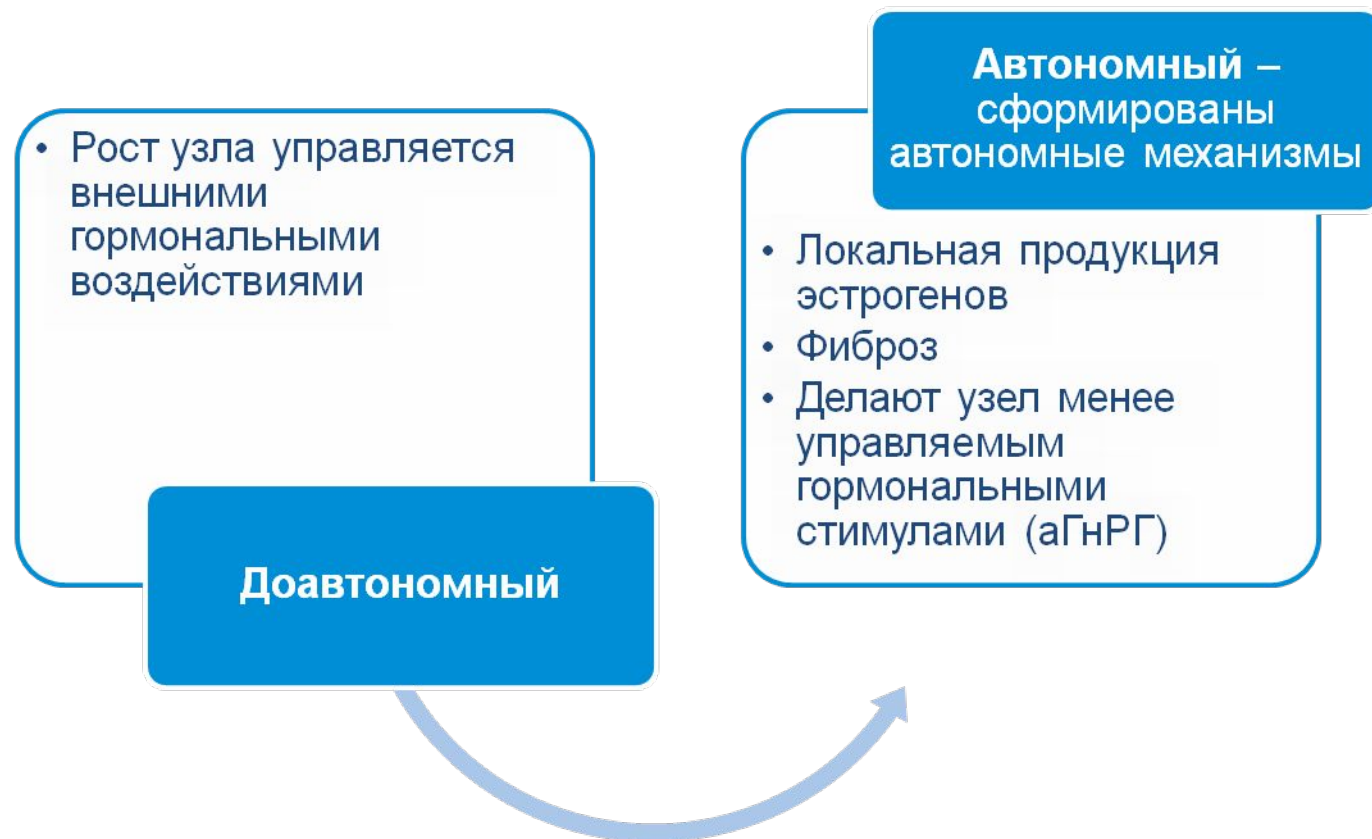 • Рост узла управляется
внешними
гормональными
воздействиями
Доавтономный
Автономный –
сформированы
автономные механизмы
• Локальная продукция
эстрогенов
• Фиброз
• Делают узел менее
управляемым
гормональными
стимулами (аГнРГ)